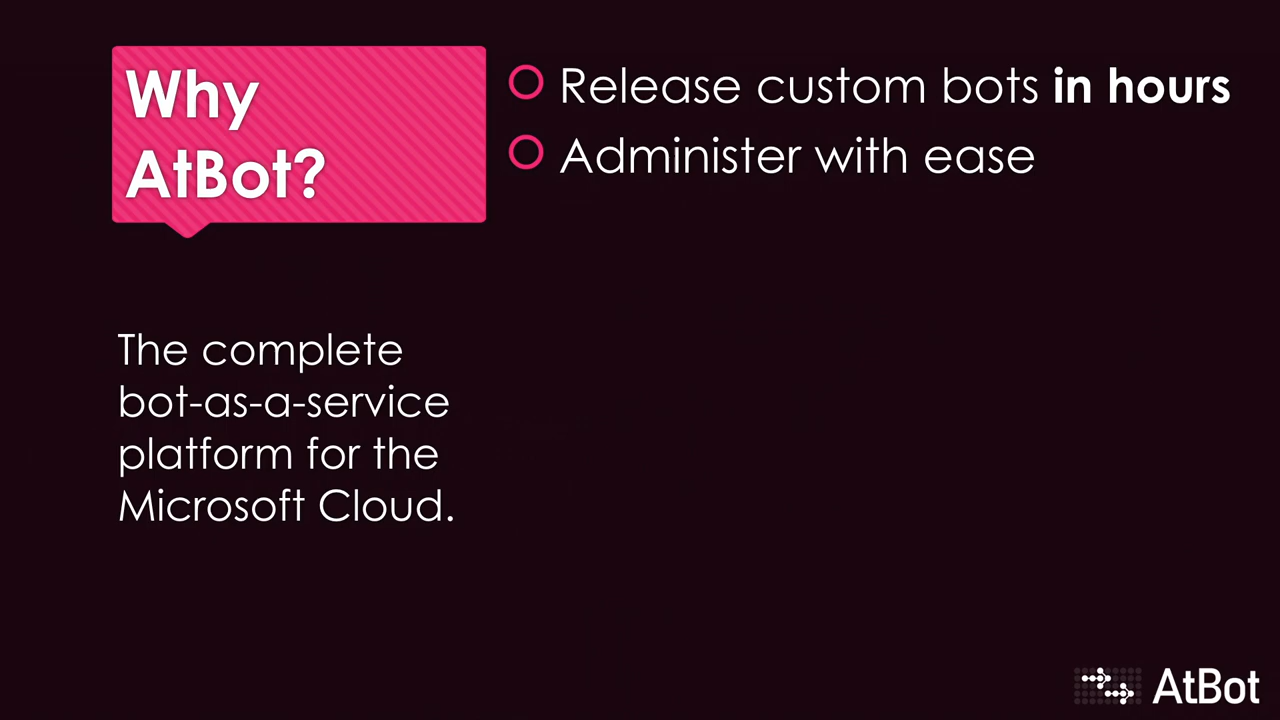 Why
AtBot?
Release custom bots in hours
Administer with ease
The complete
bot-as-a-service
platform for the
Microsoft Cloud.
AtBot